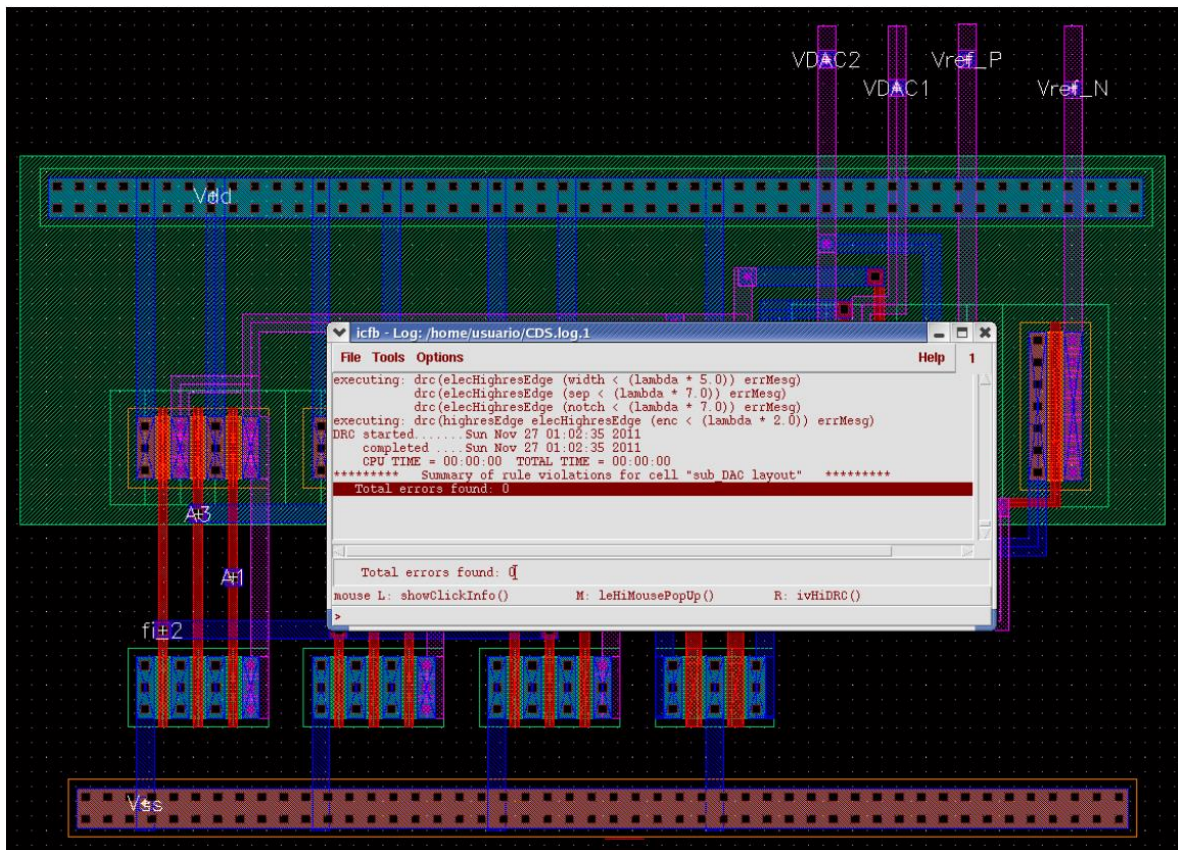 VDAC2
Vref_P
VDAC1
Vref_N
Vdd
icfb - Log: /home/usuario/CDS.log.1
File Tools Options Help 1
executing: drc(elecHighresEdge (width < (lambda * 5.0)) errMesg)
drc(elecHighresEdge (sep < (lambda * 7.0)) errMesg)
drc(elecHighresEdge (notch < (lambda * 7.0)) errMesg)
executing: drc(highresEdge elecHighresEdge (enc < (lambda * 2.0)) errMesg)
DRC started.......Sun Nov 27 01:02:35 2011
completed ....Sun Nov 27 01:02:35 2011
CPU TIME = 00:00:00 TOTAL TIME = 00:00:00
********* Summary of rule violations for cell "sub_DAC layout" *********
Total errors found: 0
A3
Total errors found: 0
A1
mouse L: showClickInfo() M: leHiMousePopUp() R: ivHiDRC()
>
fi_2
Vss